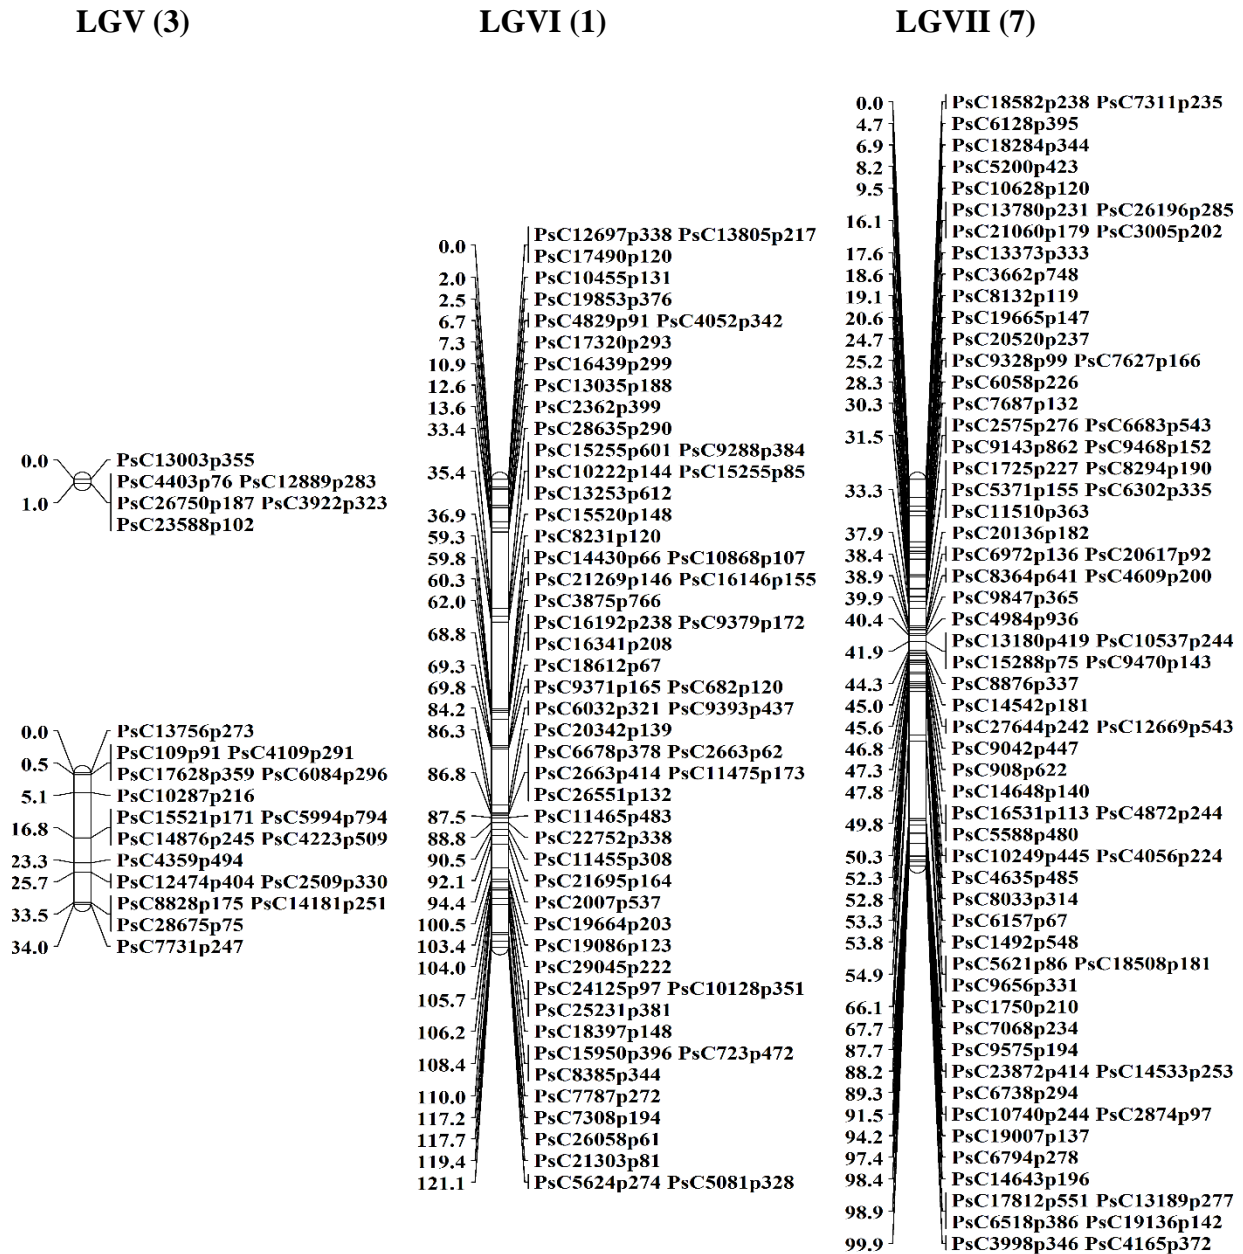 LGV (3)
0.0 PsC13003p355
PsC4403p76 PsC12889p283
1.0 PsC26750p187 PsC3922p323
PsC23588p102
0.0 PsC13756p273
PsC109p91 PsC4109p291
0.5 PsC17628p359 PsC6084p296
5.1 PsC10287p216
PsC15521p171 PsC5994p794
16.8 PsC14876p245 PsC4223p509
23.3 PsC4359p494
25.7 PsC12474p404 PsC2509p330
PsC8828p175 PsC14181p251
33.5 PsC28675p75
34.0 PsC7731p247
LGVI (1)
PsC12697p338 PsC13805p217
0.0 PsC17490p120
2.0 PsC10455p131
2.5 PsC19853p376
6.7 PsC4829p91 PsC4052p342
7.3 PsC17320p293
10.9 PsC16439p299
12.6 PsC13035p188
13.6 PsC2362p399
33.4 PsC28635p290
PsC15255p601 PsC9288p384
35.4 PsC10222p144 PsC15255p85
PsC13253p612
36.9 PsC15520p148
59.3 PsC8231p120
59.8 PsC14430p66 PsC10868p107
60.3 PsC21269p146 PsC16146p155
62.0 PsC3875p766
PsC16192p238 PsC9379p172
68.8 PsC16341p208
69.3 PsC18612p67
69.8 PsC9371p165 PsC682p120
84.2 PsC6032p321 PsC9393p437
86.3 PsC20342p139
PsC6678p378 PsC2663p62
86.8 PsC2663p414 PsC11475p173
PsC26551p132
87.5 PsC11465p483
88.8 PsC22752p338
90.5 PsC11455p308
92.1 PsC21695p164
94.4 PsC2007p537
100.5 PsC19664p203
103.4 PsC19086p123
104.0 PsC29045p222
PsC24125p97 PsC10128p351
105.7 PsC25231p381
106.2 PsC18397p148
PsC15950p396 PsC723p472
108.4 PsC8385p344
110.0 PsC7787p272
117.2 PsC7308p194
117.7 PsC26058p61
119.4 PsC21303p81
121.1 PsC5624p274 PsC5081p328
LGVII (7)
0.0 PsC18582p238 PsC7311p235
4.7 PsC6128p395
6.9 PsC18284p344
8.2 PsC5200p423
9.5 PsC10628p120
PsC13780p231 PsC26196p285
16.1 PsC21060p179 PsC3005p202
17.6 PsC13373p333
18.6 PsC3662p748
19.1 PsC8132p119
20.6 PsC19665p147
24.7 PsC20520p237
25.2 PsC9328p99 PsC7627p166
28.3 PsC6058p226
30.3 PsC7687p132
PsC2575p276 PsC6683p543
31.5 PsC9143p862 PsC9468p152
PsC1725p227 PsC8294p190
33.3 PsC5371p155 PsC6302p335
PsC11510p363
37.9 PsC20136p182
38.4 PsC6972p136 PsC20617p92
38.9 PsC8364p641 PsC4609p200
39.9 PsC9847p365
40.4 PsC4984p936
PsC13180p419 PsC10537p244
41.9 PsC15288p75 PsC9470p143
44.3 PsC8876p337
45.0 PsC14542p181
45.6 PsC27644p242 PsC12669p543
46.8 PsC9042p447
47.3 PsC908p622
47.8 PsC14648p140
PsC16531p113 PsC4872p244
49.8 PsC5588p480
50.3 PsC10249p445 PsC4056p224
52.3 PsC4635p485
52.8 PsC8033p314
53.3 PsC6157p67
53.8 PsC1492p548
PsC5621p86 PsC18508p181
54.9 PsC9656p331
66.1 PsC1750p210
67.7 PsC7068p234
87.7 PsC9575p194
88.2 PsC23872p414 PsC14533p253
89.3 PsC6738p294
91.5 PsC10740p244 PsC2874p97
94.2 PsC19007p137
97.4 PsC6794p278
98.4 PsC14643p196
PsC17812p551 PsC13189p277
98.9 PsC6518p386 PsC19136p142
99.9 PsC3998p346 PsC4165p372